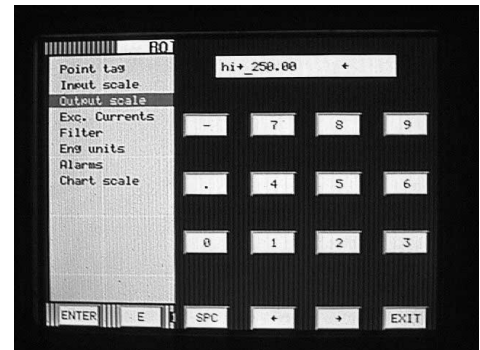 RO
hi+_250.00 ←
Point tag
Input scale
Output scale
Exc. Currents
Filter
Eng units
Alarms
Chart scale
- 7 8 9
. 4 5 6
0 1 2 3
ENTER E SPC ← → EXIT